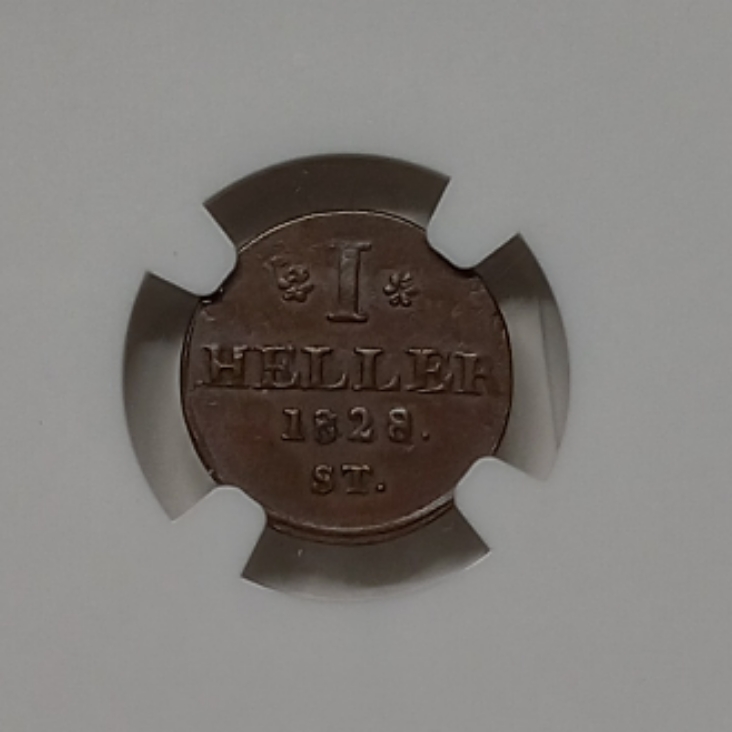 * I *
HELLER
1828.
ST.